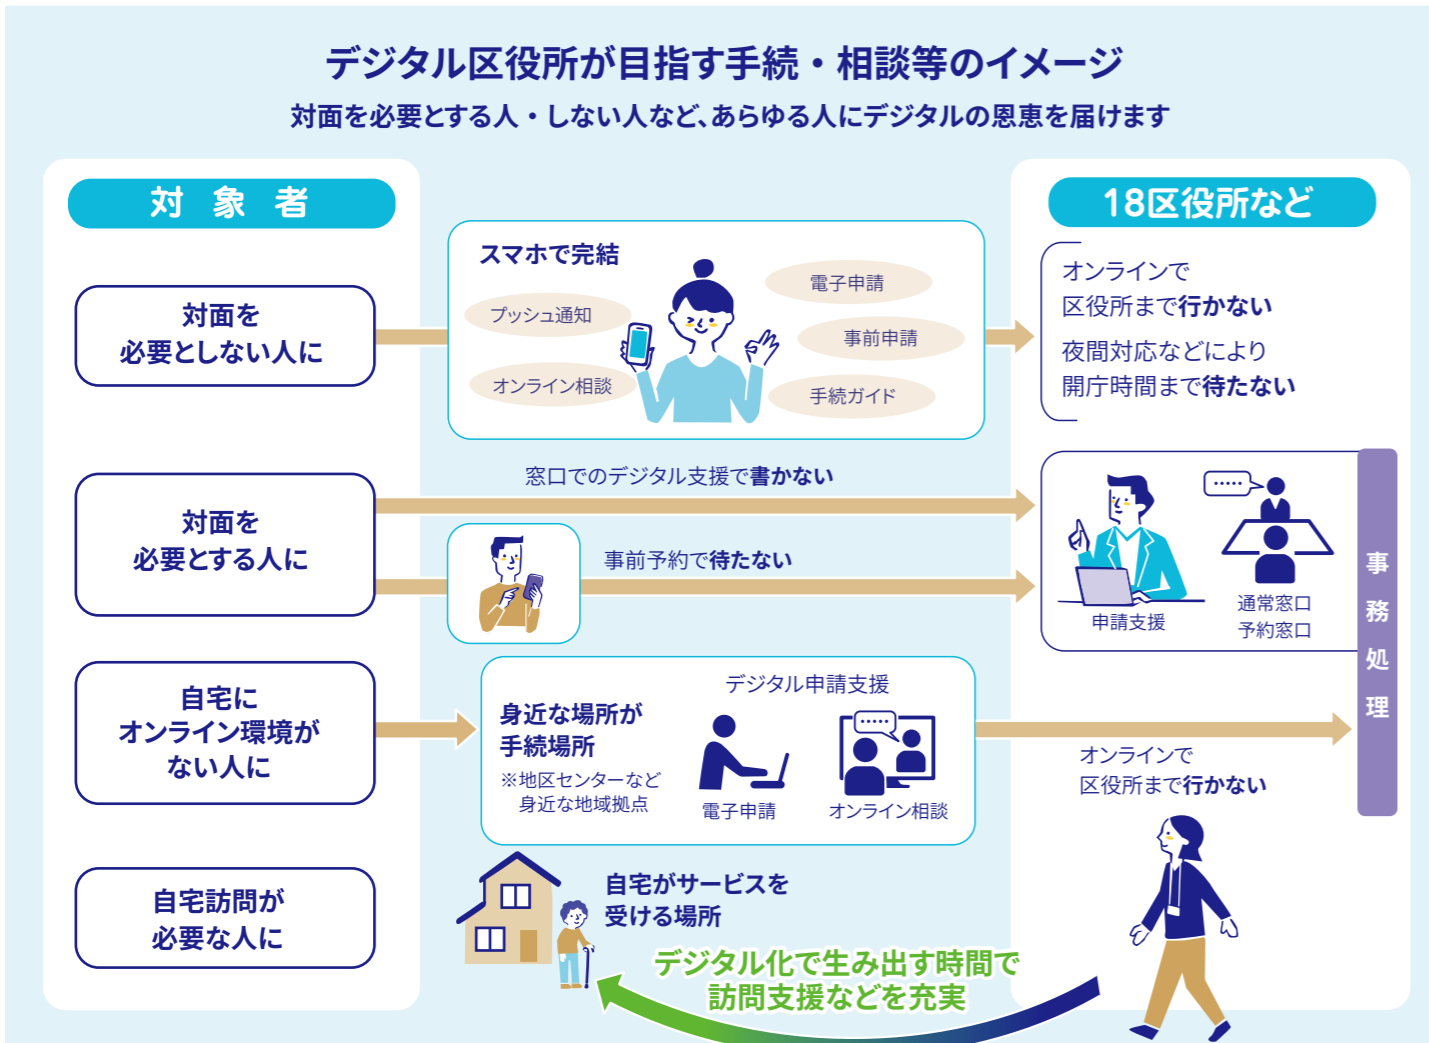 デジタル区役所が目指す手続・相談等のイメージ
対面を必要とする人・しない人など、あらゆる人にデジタルの恩恵を届けます
対象者
18区役所など
対面を
必要としない人に
スマホで完結
プッシュ通知
オンライン相談
電子申請
事前申請
手続ガイド
オンラインで
区役所まで行かない
夜間対応などにより
開庁時間まで待たない
対面を
必要とする人に
窓口でのデジタル支援で書かない
事前予約で待たない
申請支援
通常窓口
予約窓口
事務処理
自宅に
オンライン環境が
ない人に
身近な場所が
手続場所
※地区センターなど
身近な地域拠点
デジタル申請支援
電子申請
オンライン相談
オンラインで
区役所まで行かない
自宅訪問が
必要な人に
自宅がサービスを
受ける場所
デジタル化で生み出す時間で
訪問支援などを充実